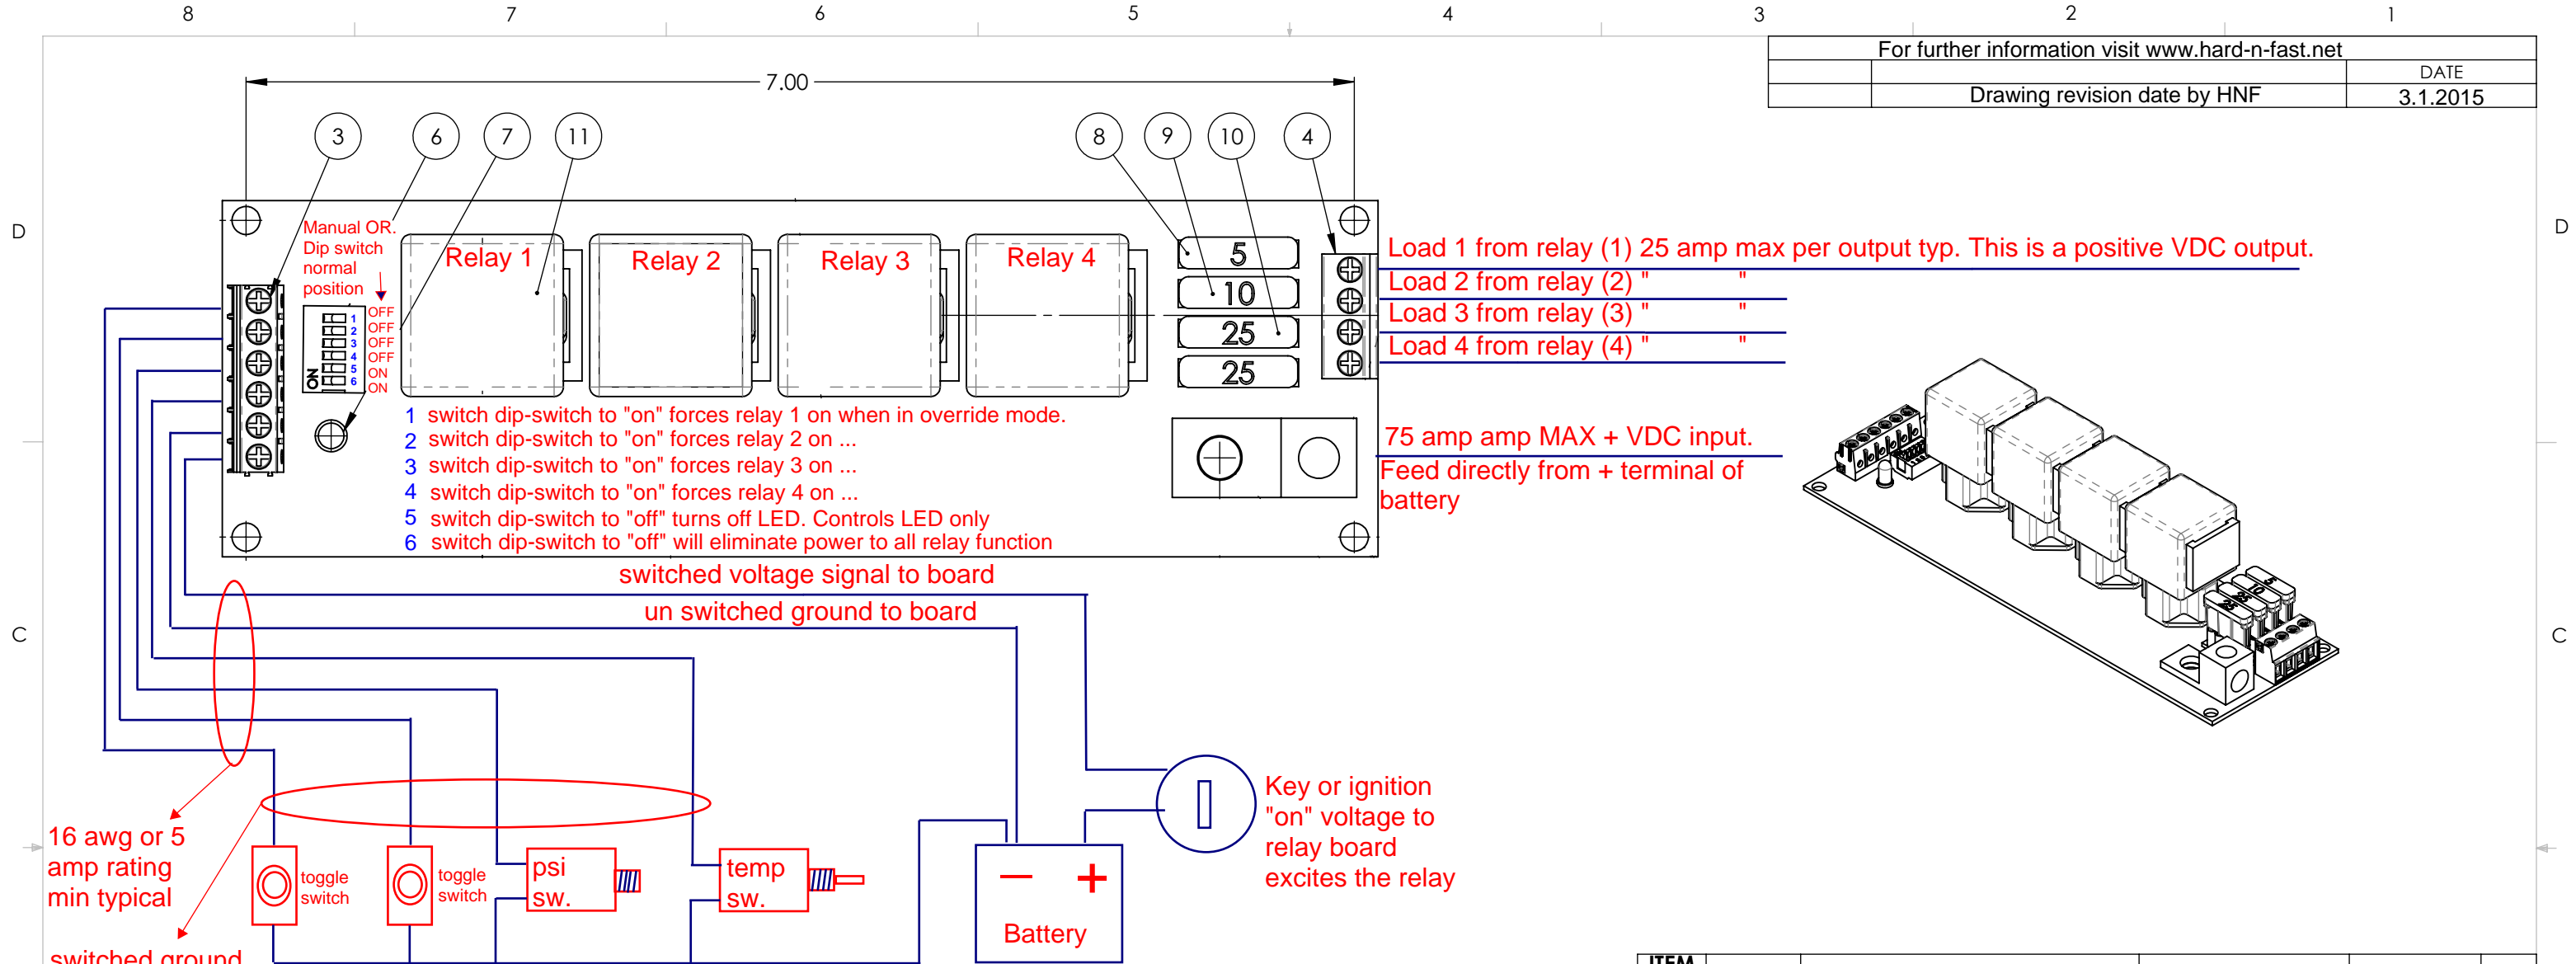 8 7 6 5 4 3 2 1
For further information visit www.hard-n-fast.net
DATE
Drawing revision date by HNF 3.1.2015
7.00
3 6 7 11 8 9 10 4
D D
Manual OR.
Dip switch
normal
position
Relay 1 Relay 2 Relay 3 Relay 4
5
10
25
25
1 OFF
2 OFF
3 OFF
4 OFF
5 ON
6 ON
ON
Load 1 from relay (1) 25 amp max per output typ. This is a positive VDC output.
Load 2 from relay (2) " "
Load 3 from relay (3) " "
Load 4 from relay (4) " "
1 switch dip-switch to "on" forces relay 1 on when in override mode.
2 switch dip-switch to "on" forces relay 2 on ...
3 switch dip-switch to "on" forces relay 3 on ...
4 switch dip-switch to "on" forces relay 4 on ...
5 switch dip-switch to "off" turns off LED. Controls LED only
6 switch dip-switch to "off" will eliminate power to all relay function
75 amp amp MAX + VDC input.
Feed directly from + terminal of
battery
switched voltage signal to board
un switched ground to board
C C
5
10
25
25
16 awg or 5
amp rating
min typical
toggle
switch
toggle
switch
psi
sw.
temp
sw.
— +
Battery
Key or ignition
"on" voltage to
relay board
excites the relay
switched ground
ITEM